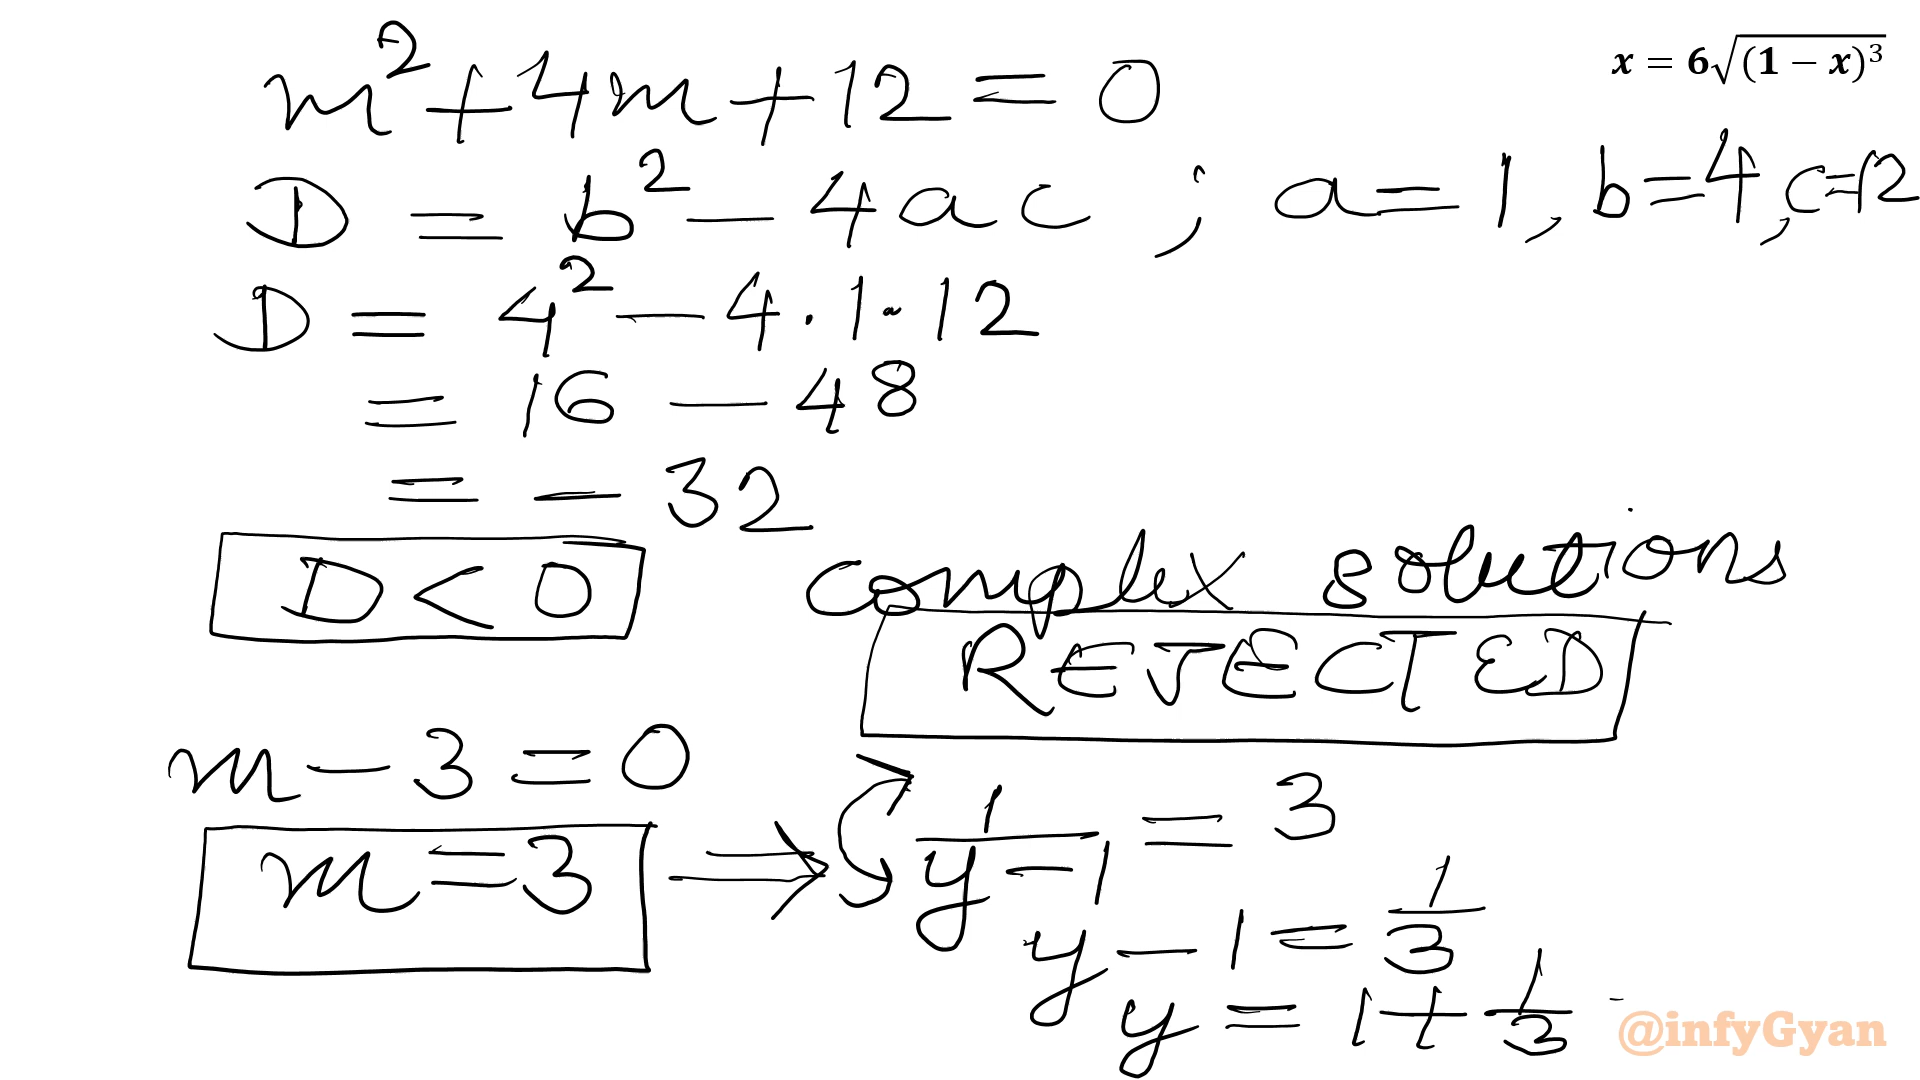 x = 6√(1 − x)³
m² + 4m + 12 = 0
D = b² − 4ac ; a = 1, b = 4, c = 12
D = 4² − 4 · 1 · 12
= 16 − 48
= − 32
D < 0 complex solutions
REJECTED
m − 3 = 0
m = 3 ⇒ 1/(y − 1) = 3
y − 1 = 1/3
y = 1 + 1/3
@infyGyan